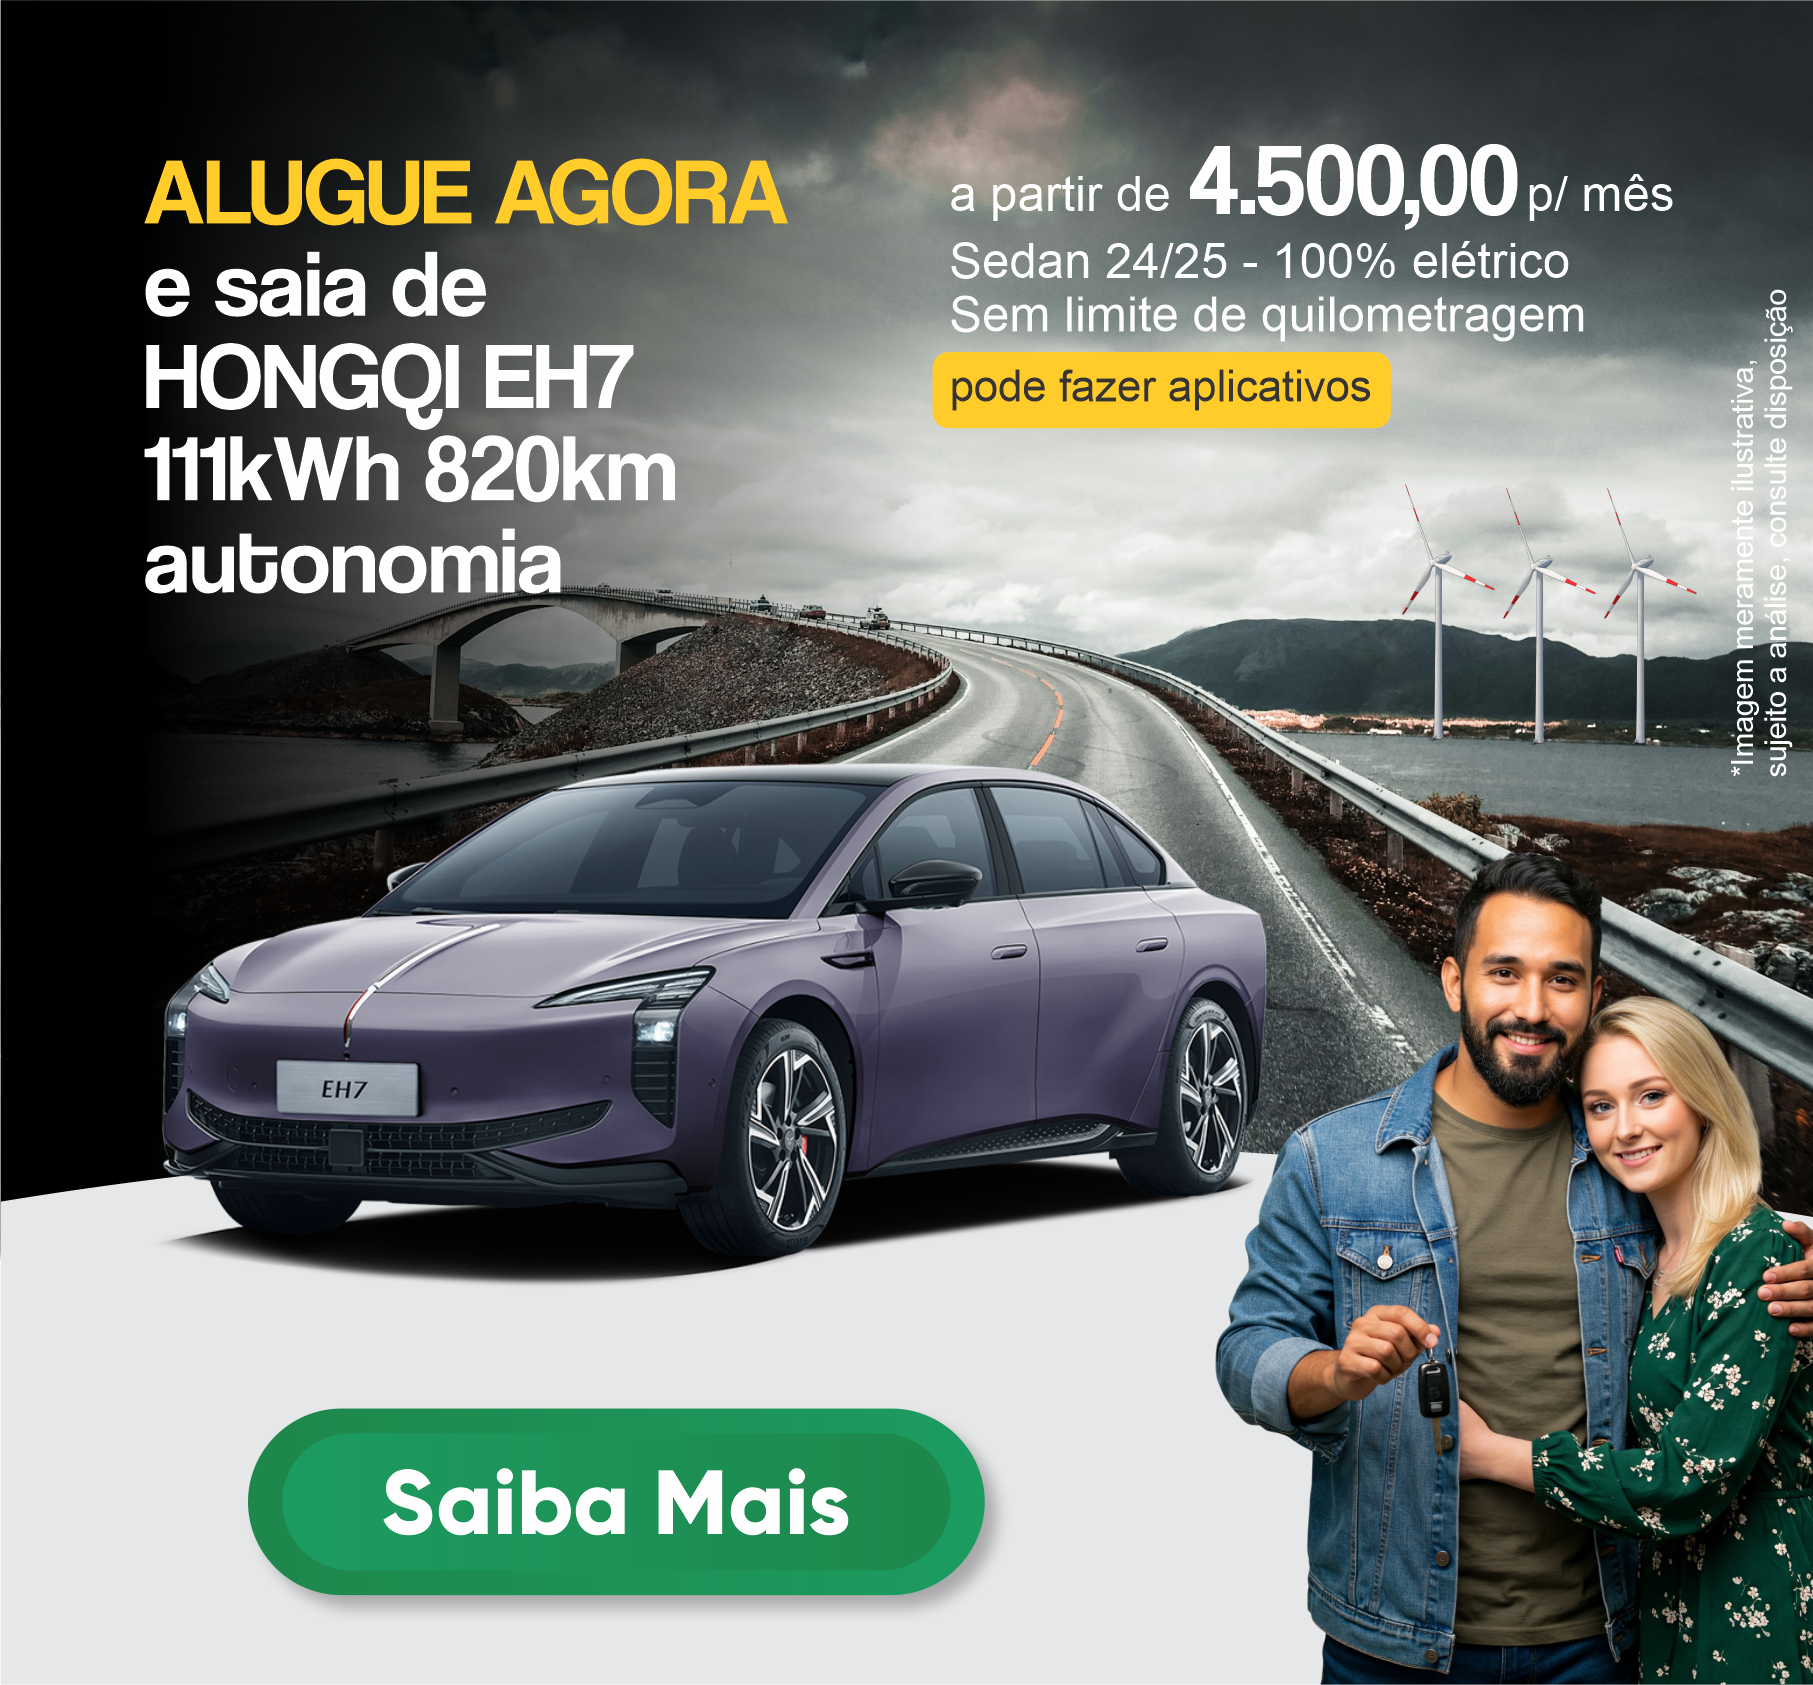 ALUGUE AGORA
e saia de
HONGQI EH7
111kWh 820km
autonomia
a partir de 4.500,00 p/ mês
Sedan 24/25 - 100% elétrico
Sem limite de quilometragem
pode fazer aplicativos
*Imagem meramente ilustrativa,
sujeito a análise, consulte disposição
EH7
Saiba Mais